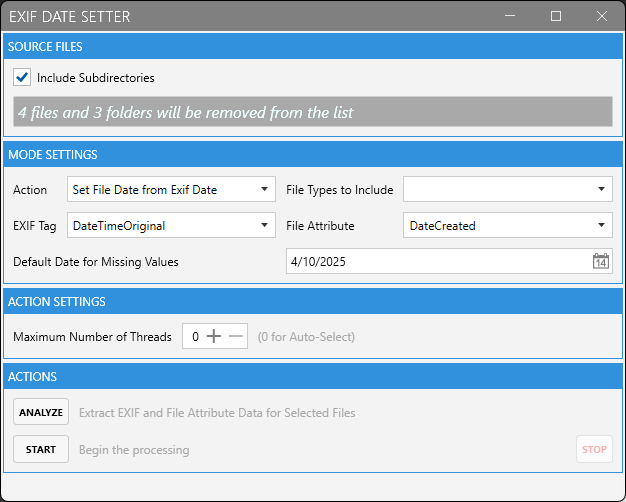 EXIF DATE SETTER
SOURCE FILES
Include Subdirectories
4 files and 3 folders will be removed from the list
MODE SETTINGS
Action Set File Date from Exif Date File Types to Include
EXIF Tag DateTimeOriginal File Attribute DateCreated
Default Date for Missing Values 4/10/2025 14
ACTION SETTINGS
Maximum Number of Threads 0 (0 for Auto-Select)
ACTIONS
ANALYZE Extract EXIF and File Attribute Data for Selected Files
START Begin the processing STOP